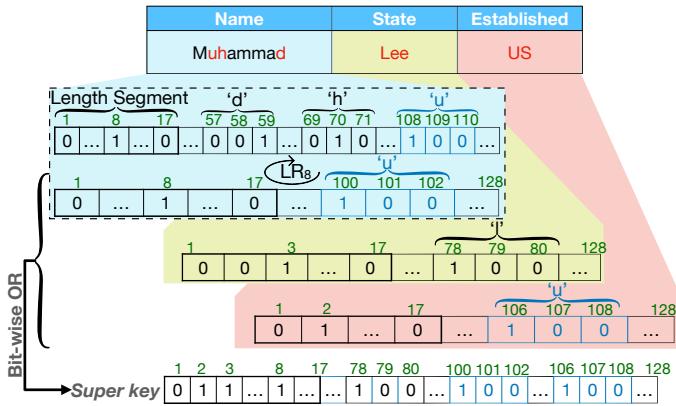 Name State Established
Muhammad Lee US
Length Segment 'd' 'h' 'u'
1 8 17 57 58 59 69 70 71 108 109 110
0 ... 1 ... 0 ... 0 0 1 ... 0 1 0 ... 1 0 0 ...
LR8 'u'
1 8 17 100 101 102 128
0 ... 1 ... 0 ... 1 0 0 ...
'l'
1 3 17 78 79 80 128
0 0 1 ... 0 ... 1 0 0 ...
'u'
1 2 17 106 107 108 128
0 1 ... 0 ... 1 0 0 ...
Bit-wise OR
1 2 3 8 17 78 79 80 100 101 102 106 107 108 128
Super key 0 1 1 ... 1 ... ... 1 0 0 ... 1 0 0 ... 1 0 0 ...